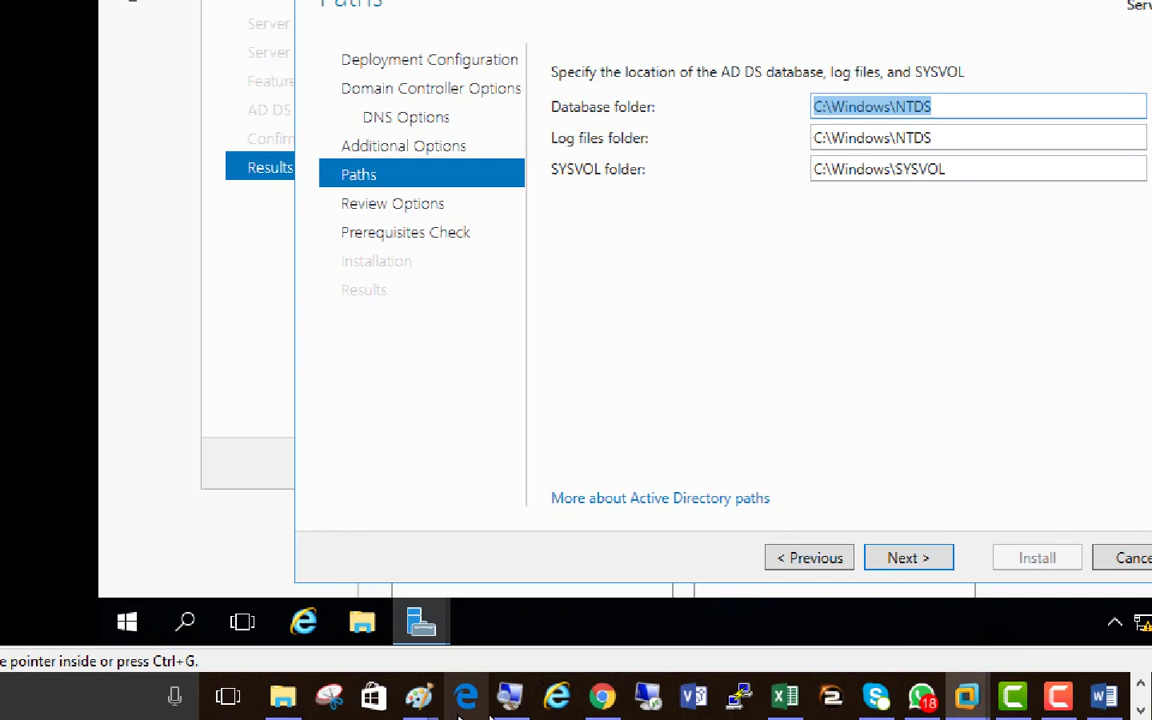 Paths
Serv
Server
Server
Feature
AD DS
Confirm
Results
Deployment Configuration
Domain Controller Options
DNS Options
Additional Options
Paths
Review Options
Prerequisites Check
Installation
Results
Specify the location of the AD DS database, log files, and SYSVOL
Database folder: C:\Windows\NTDS
Log files folder: C:\Windows\NTDS
SYSVOL folder: C:\Windows\SYSVOL
More about Active Directory paths
< Previous Next > Install Cance
e pointer inside or press Ctrl+G.
18